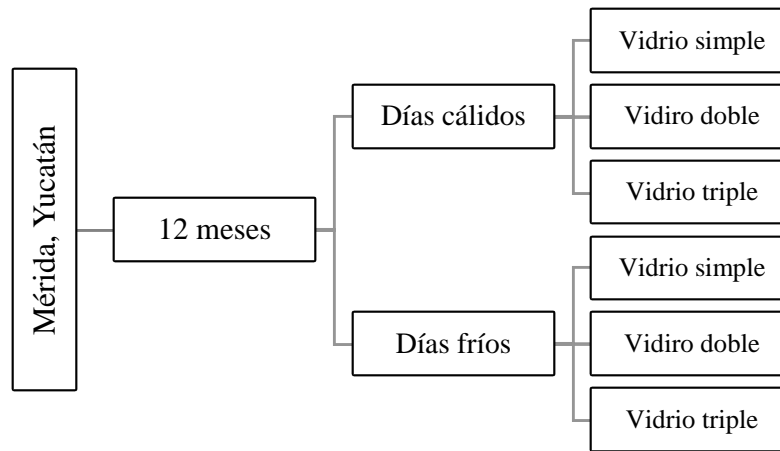 Mérida, Yucatán
12 meses
Días cálidos
Vidrio simple
Vidiro doble
Vidrio triple
Días fríos
Vidrio simple
Vidiro doble
Vidrio triple